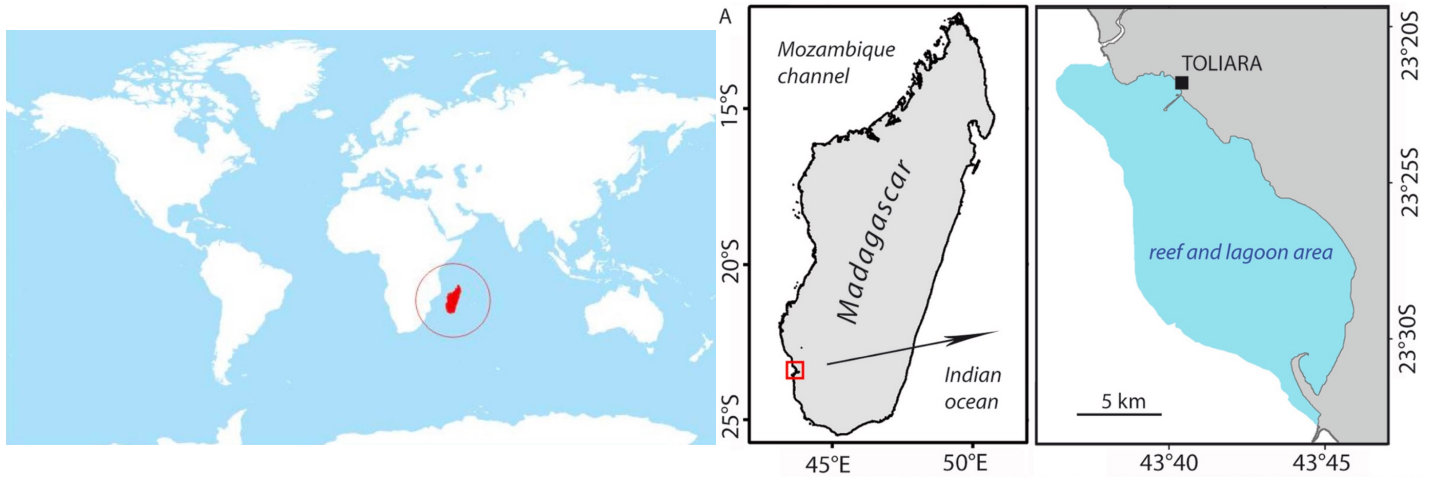 A
Mozambique
channel
15°S
20°S
25°S
Madagascar
Indian
ocean
45°E
50°E
TOLIARA
reef and lagoon area
5 km
23°20S
23°25S
23°30S
43°40
43°45